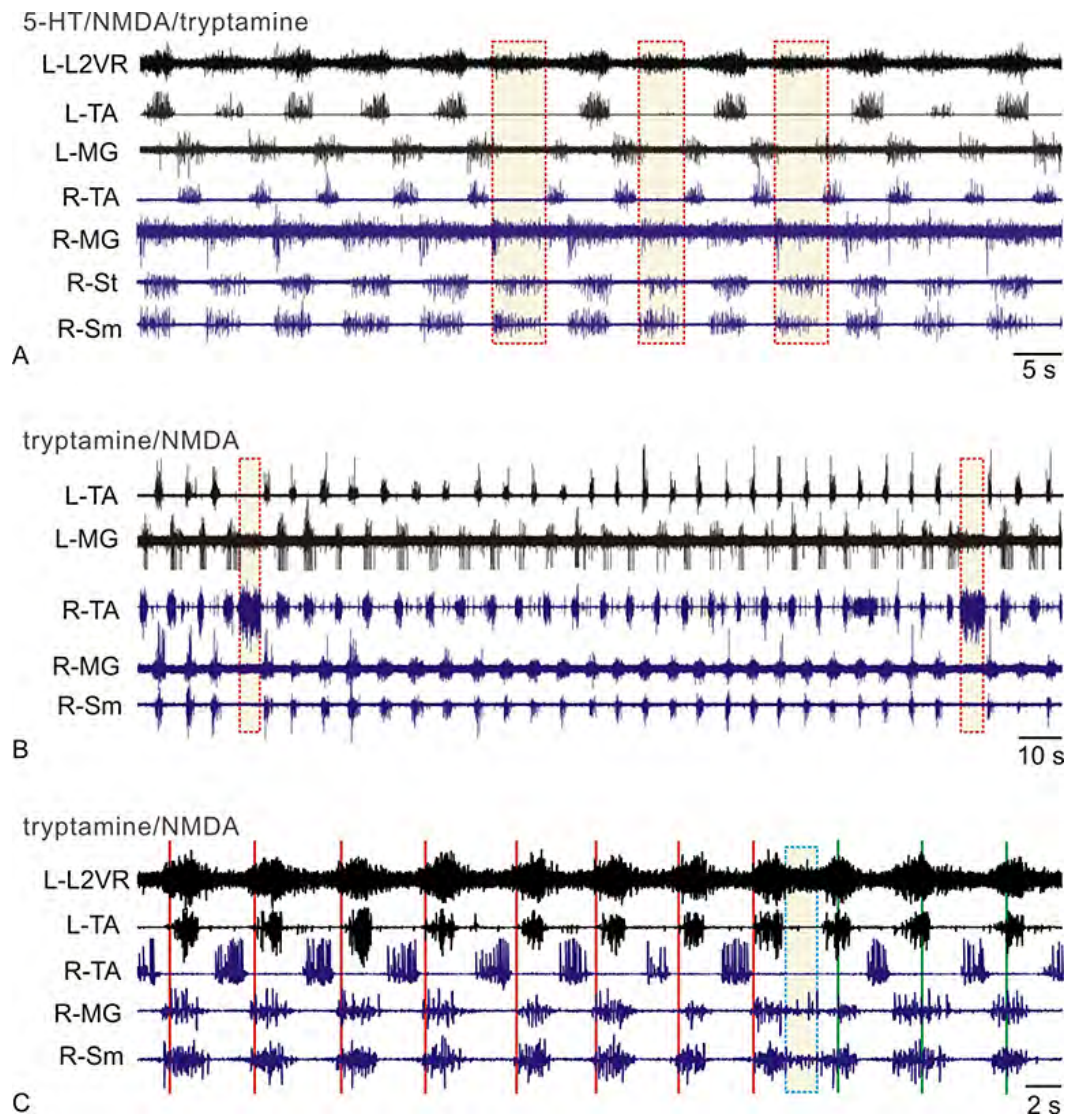 5-HT/NMDA/tryptamine
L-L2VR
L-TA
L-MG
R-TA
R-MG
R-St
R-Sm
A
5 s
tryptamine/NMDA
L-TA
L-MG
R-TA
R-MG
R-Sm
B
10 s
tryptamine/NMDA
L-L2VR
L-TA
R-TA
R-MG
R-Sm
C
2 s